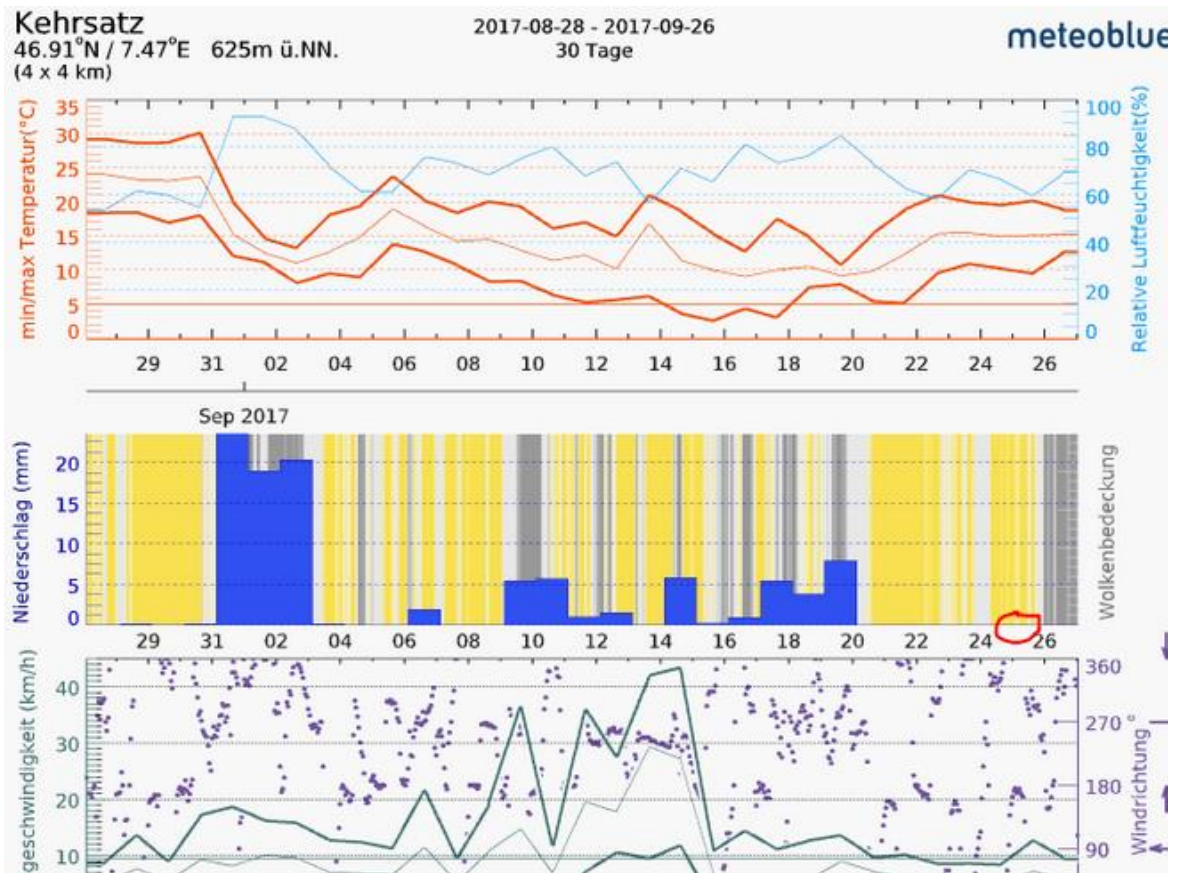 Kehrsatz
46.91°N / 7.47°E 625m ü.NN.
(4 x 4 km)
2017-08-28 - 2017-09-26
30 Tage
meteoblue
min/max Temperatur(°C)
35
30
25
20
15
10
5
0
100
80
60
40
20
0
Relative Luftfeuchtigkeit(%)
29 31 02 04 06 08 10 12 14 16 18 20 22 24 26
Sep 2017
Niederschlag (mm)
20
15
10
5
0
Wolkenbedeckung
29 31 02 04 06 08 10 12 14 16 18 20 22 24 26
geschwindigkeit (km/h)
40
30
20
10
360
270
180
90
Windrichtung °